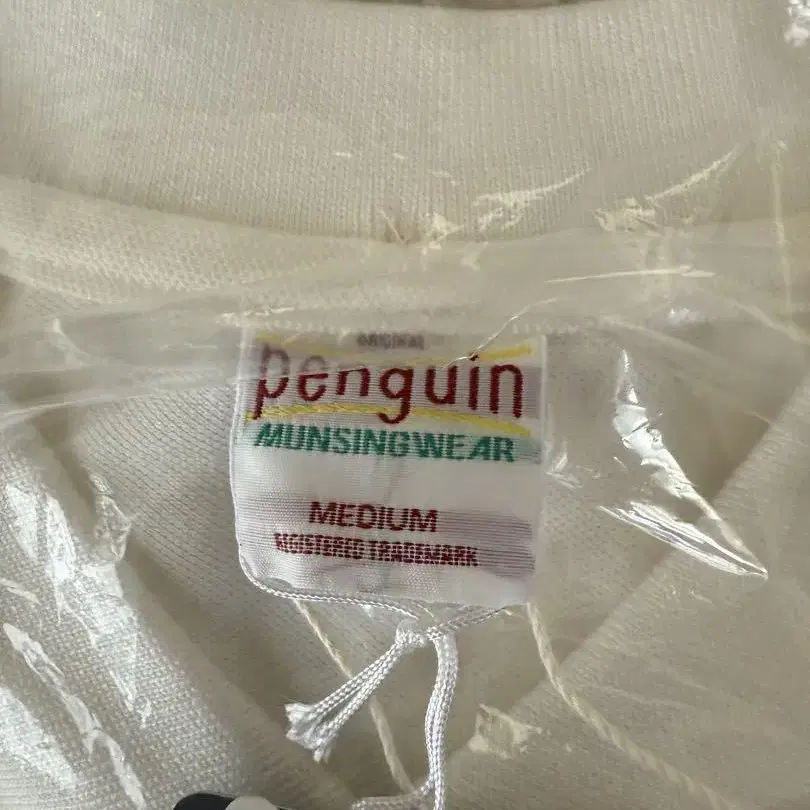 ORIGINAL
penguin
MUNSINGWEAR
MEDIUM
REGISTERED TRADEMARK